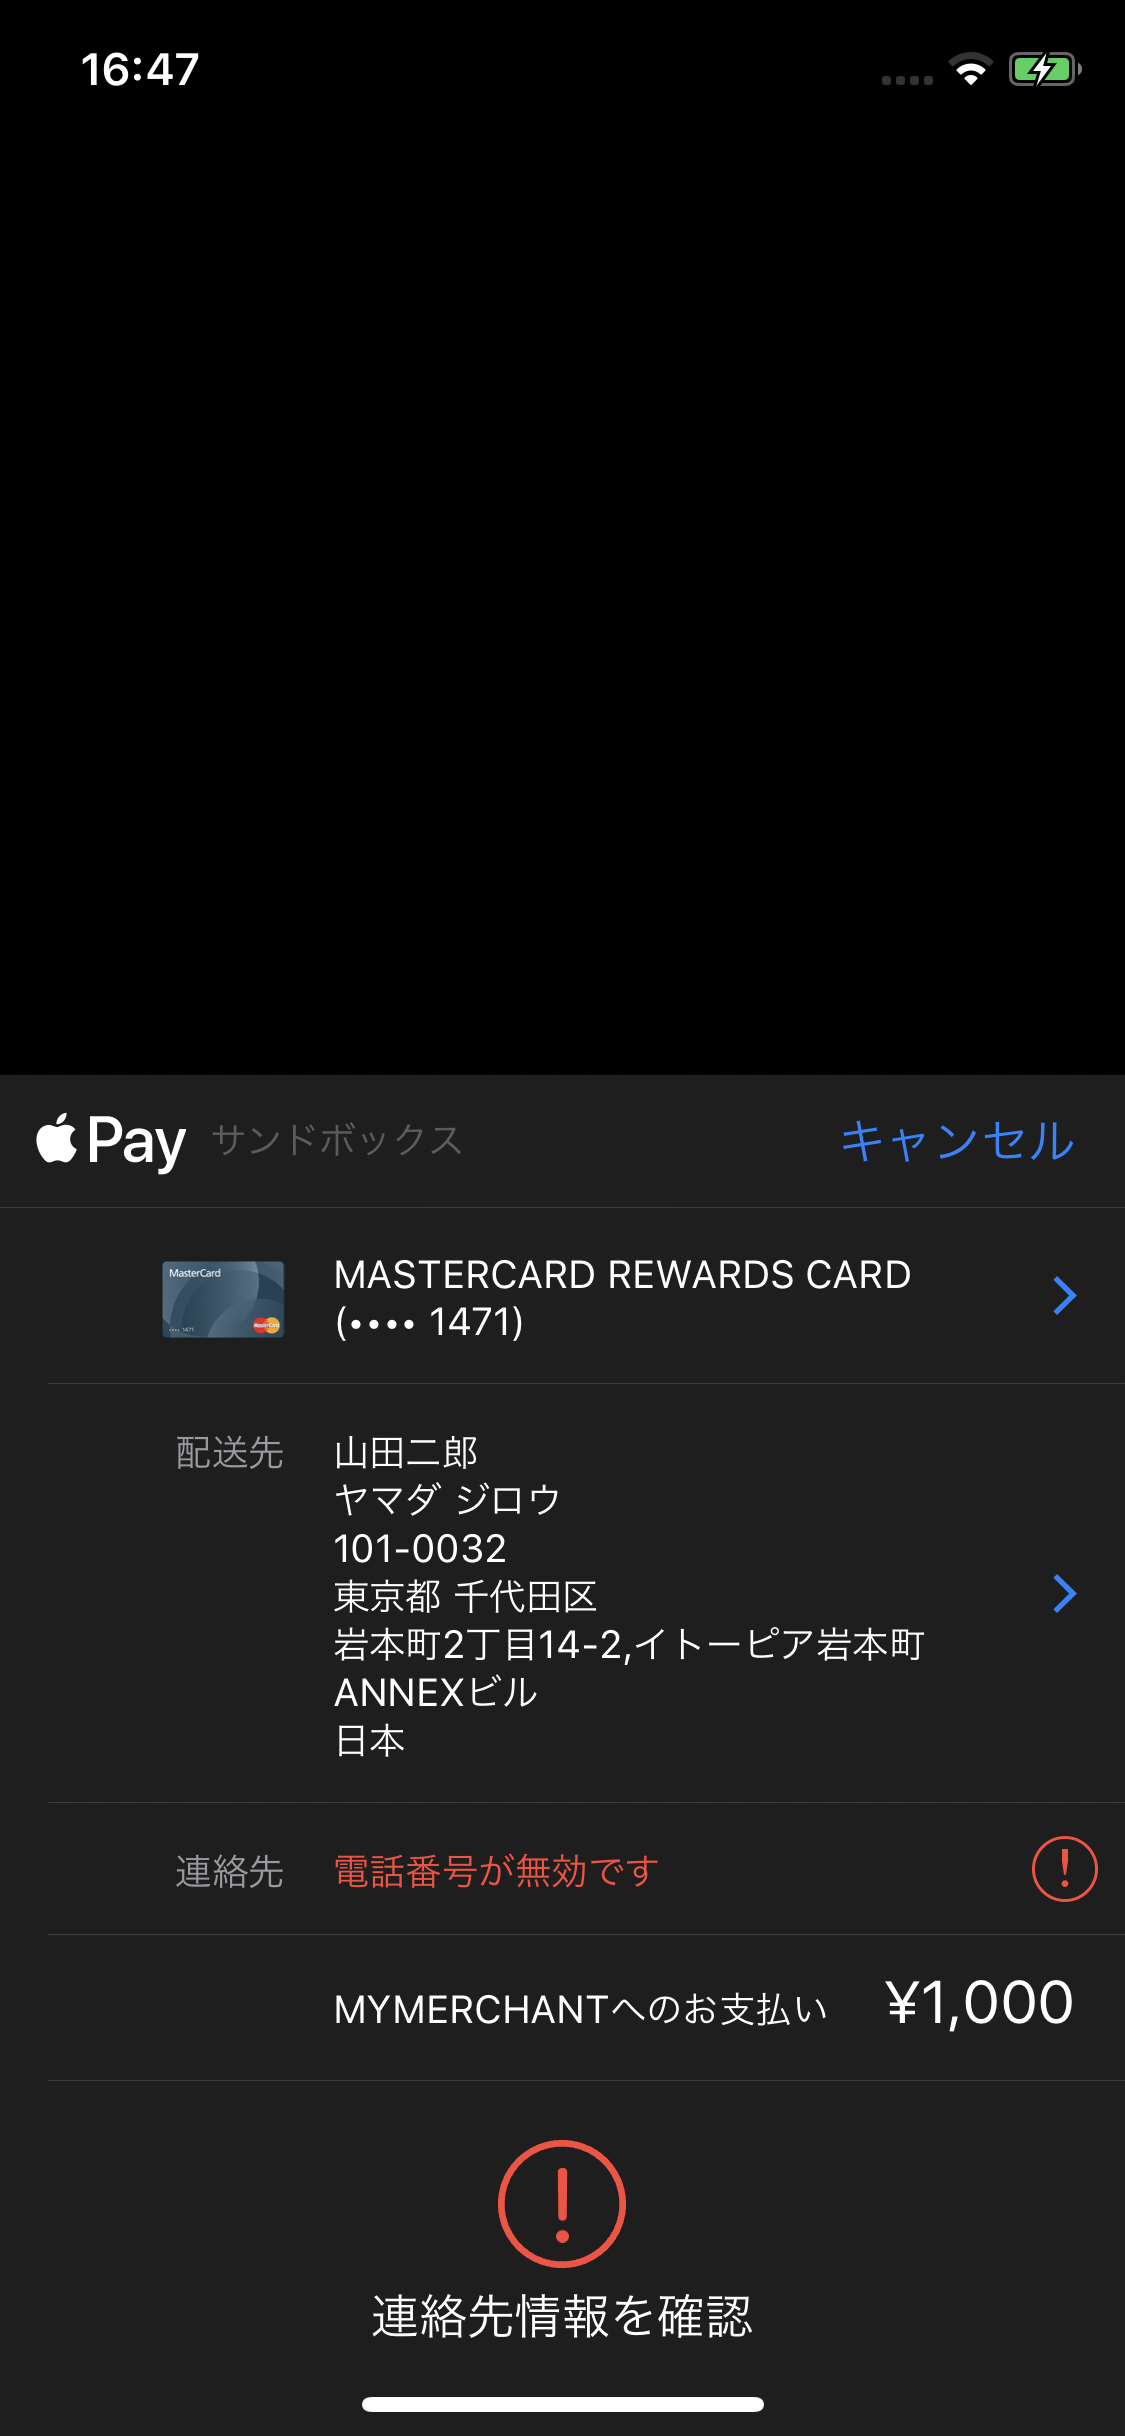 16:47
Pay サンドボックス キャンセル
MasterCard
MASTERCARD REWARDS CARD
(•••• 1471)
•••• 1471
MasterCard
配送先 山田二郎
ヤマダ ジロウ
101-0032
東京都 千代田区
岩本町2丁目14-2,イトーピア岩本町
ANNEXビル
日本
連絡先 電話番号が無効です
MYMERCHANTへのお支払い ¥1,000
連絡先情報を確認